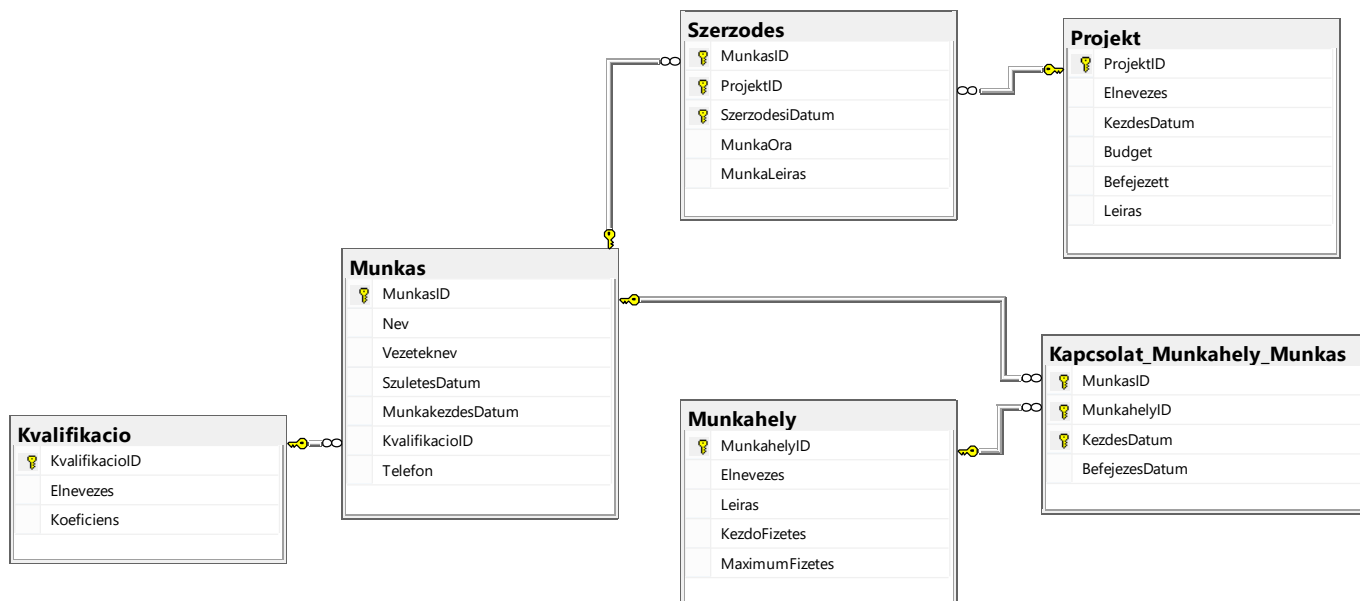 Szerzodes
MunkasID
ProjektID
SzerzodesiDatum
MunkaOra
MunkaLeiras
Projekt
ProjektID
Elnevezes
KezdesDatum
Budget
Befejezett
Leiras
Munkas
MunkasID
Nev
Vezeteknev
SzuletesDatum
MunkakezdesDatum
KvalifikacioID
Telefon
Kapcsolat_Munkahely_Munkas
MunkasID
MunkahelyID
KezdesDatum
BefejezesDatum
Munkahely
MunkahelyID
Elnevezes
Leiras
KezdoFizetes
MaximumFizetes
Kvalifikacio
KvalifikacioID
Elnevezes
Koeficiens